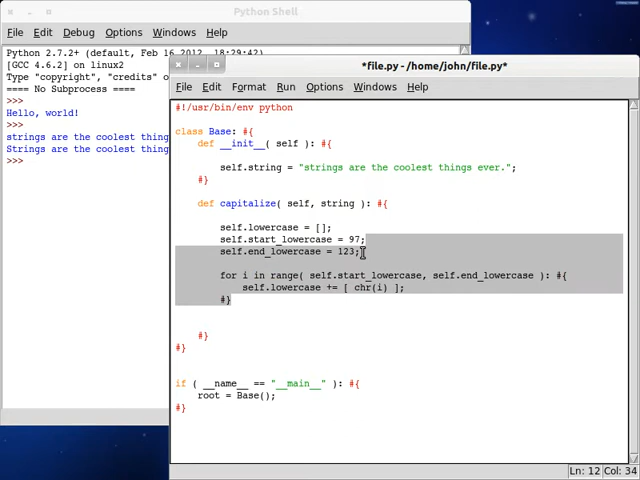 Python Shell
File Edit Debug Options Windows Help
Python 2.7.2+ (default, Feb 16 2012, 18:29:42)
[GCC 4.6.2] on linux2
Type "copyright", "credits"
==== No Subprocess ====
>>>
Hello, world!
>>>
strings are the coolest thing
Strings are the coolest thing
>>>
*file.py - /home/john/file.py*
File Edit Format Run Options Windows Help
#!/usr/bin/env python
class Base: #{
def __init__( self ): #{
self.string = "strings are the coolest things ever.";
#}
def capitalize( self, string ): #{
self.lowercase = [];
self.start_lowercase = 97;
self.end_lowercase = 123;
for i in range( self.start_lowercase, self.end_lowercase ): #{
self.lowercase += [ chr(i) ];
#}
#}
#}
if ( __name__ == "__main__" ): #{
root = Base();
#}
Ln: 12 Col: 34